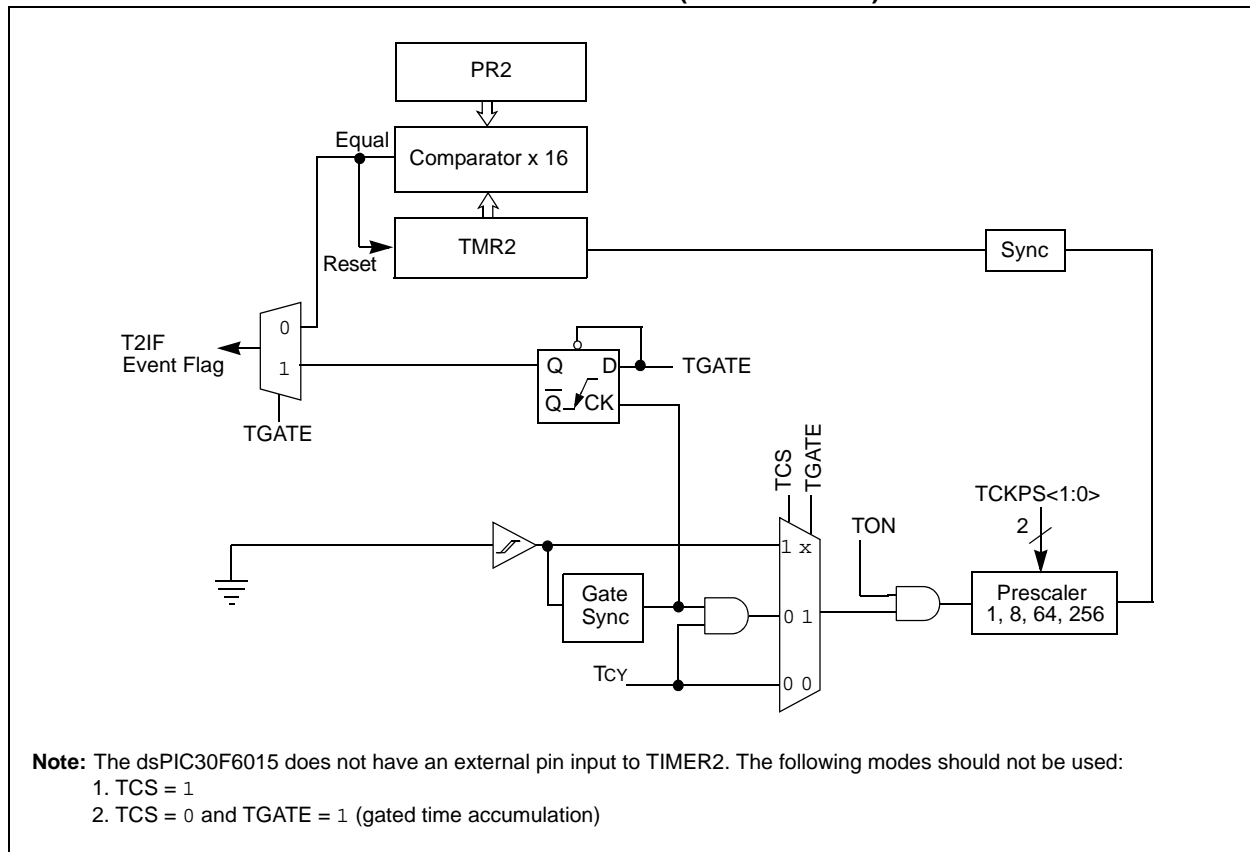 PR2
Equal
Comparator x 16
TMR2
Reset
Sync
T2IF
Event Flag
0
1
TGATE
Q
D
Q
CK
TGATE
TCS
TGATE
TCKPS<1:0>
2
TON
1 x
Gate
Sync
0 1
Prescaler
1, 8, 64, 256
TCY
0 0
Note: The dsPIC30F6015 does not have an external pin input to TIMER2. The following modes should not be used:
1. TCS = 1
2. TCS = 0 and TGATE = 1 (gated time accumulation)